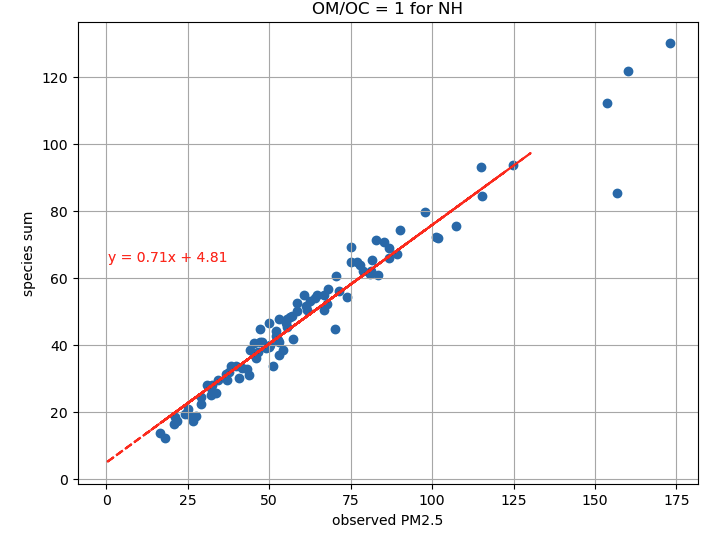 OM/OC = 1 for NH
120
100
80
60
40
20
0
species sum
y = 0.71x + 4.81
0 25 50 75 100 125 150 175
observed PM2.5